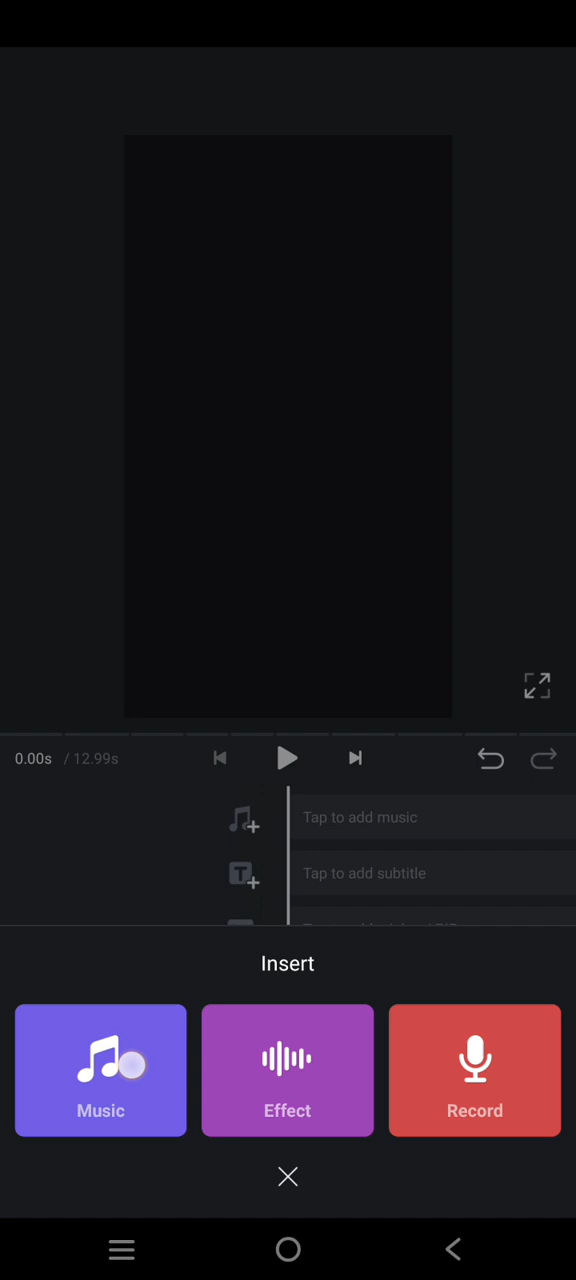 0.00s / 12.99s
Tap to add music
T
Tap to add subtitle
Insert
Music Effect Record